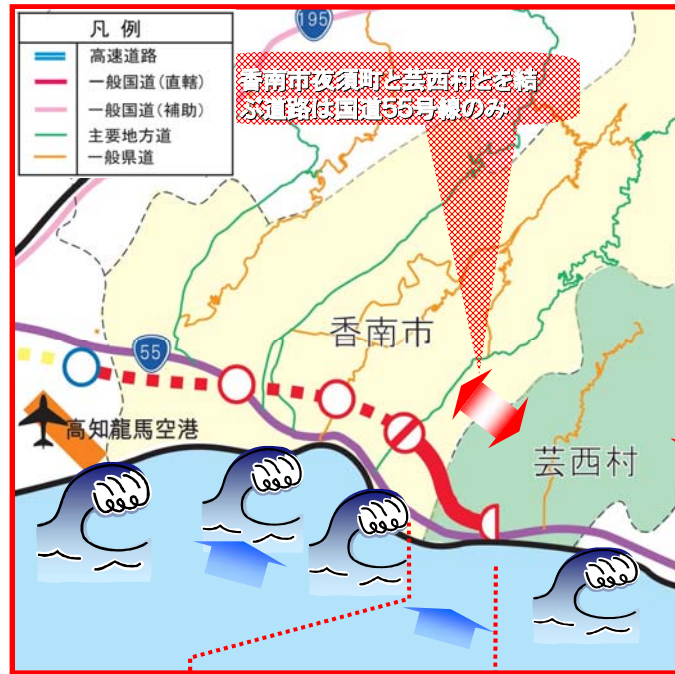 凡 例
高速道路
一般国道(直轄)
一般国道(補助)
主要地方道
一般県道
195
香南市夜須町と芸西村とを結
ぶ道路は国道55号線のみ
香南市
55
高知龍馬空港
芸西村